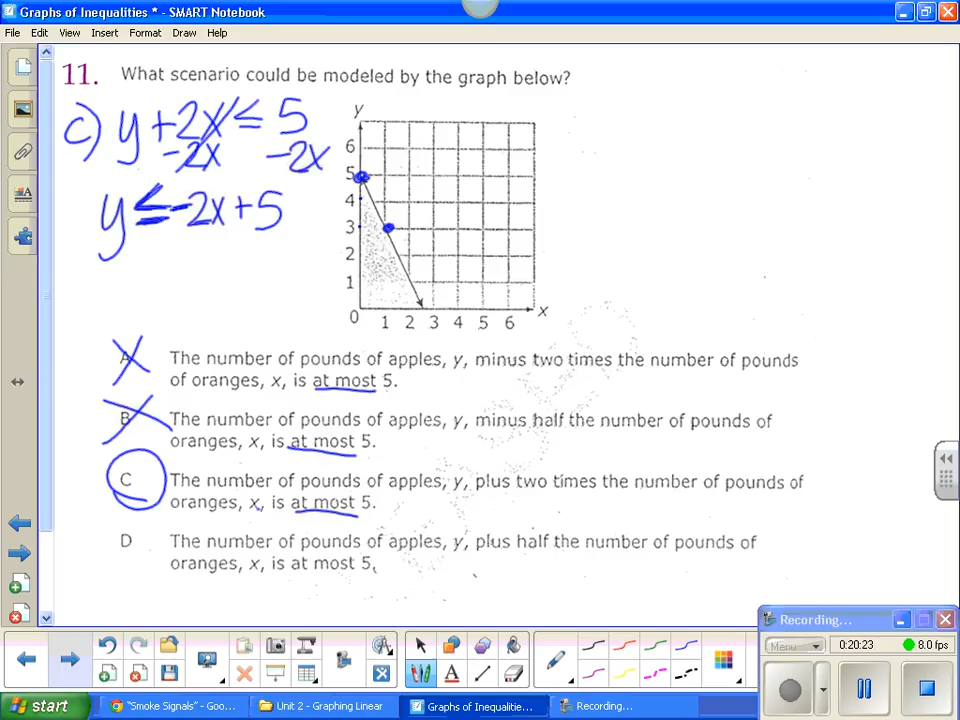 Graphs of Inequalities * - SMART Notebook
File Edit View Insert Format Draw Help
11. What scenario could be modeled by the graph below?
C) y + 2x ≤ 5
-2x -2x
y ≤ -2x + 5
y
6
5
4
3
2
1
0 1 2 3 4 5 6 x
A The number of pounds of apples, y, minus two times the number of pounds
of oranges, x, is at most 5.
B The number of pounds of apples, y, minus half the number of pounds of
oranges, x, is at most 5.
C The number of pounds of apples, y, plus two times the number of pounds of
oranges, x, is at most 5.
D The number of pounds of apples, y, plus half the number of pounds of
oranges, x, is at most 5.
Recording...
Menu 0:20:23 8.0 fps
start "Smoke Signals" - Goo... Unit 2 - Graphing Linear Graphs of Inequalitie... Recording...